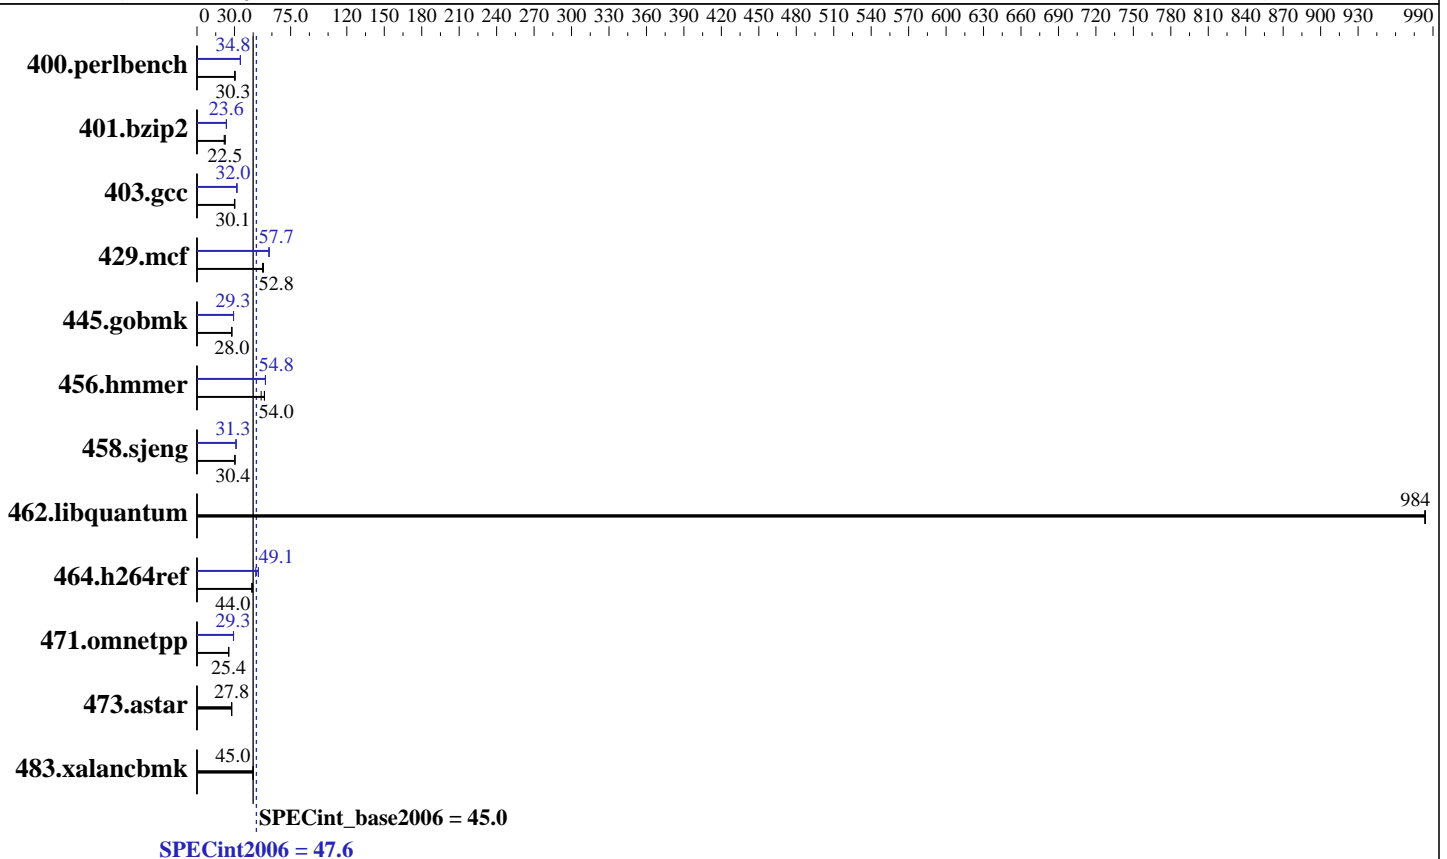 0 30.0 75.0 120 150 180 210 240 270 300 330 360 390 420 450 480 510 540 570 600 630 660 690 720 750 780 810 840 870 900 930 990
34.8
400.perlbench
30.3
23.6
401.bzip2
22.5
32.0
403.gcc
30.1
57.7
429.mcf
52.8
29.3
445.gobmk
28.0
54.8
456.hmmer
54.0
31.3
458.sjeng
30.4
984
462.libquantum
49.1
464.h264ref
44.0
29.3
471.omnetpp
25.4
27.8
473.astar
45.0
483.xalancbmk
SPECint_base2006 = 45.0
SPECint2006 = 47.6